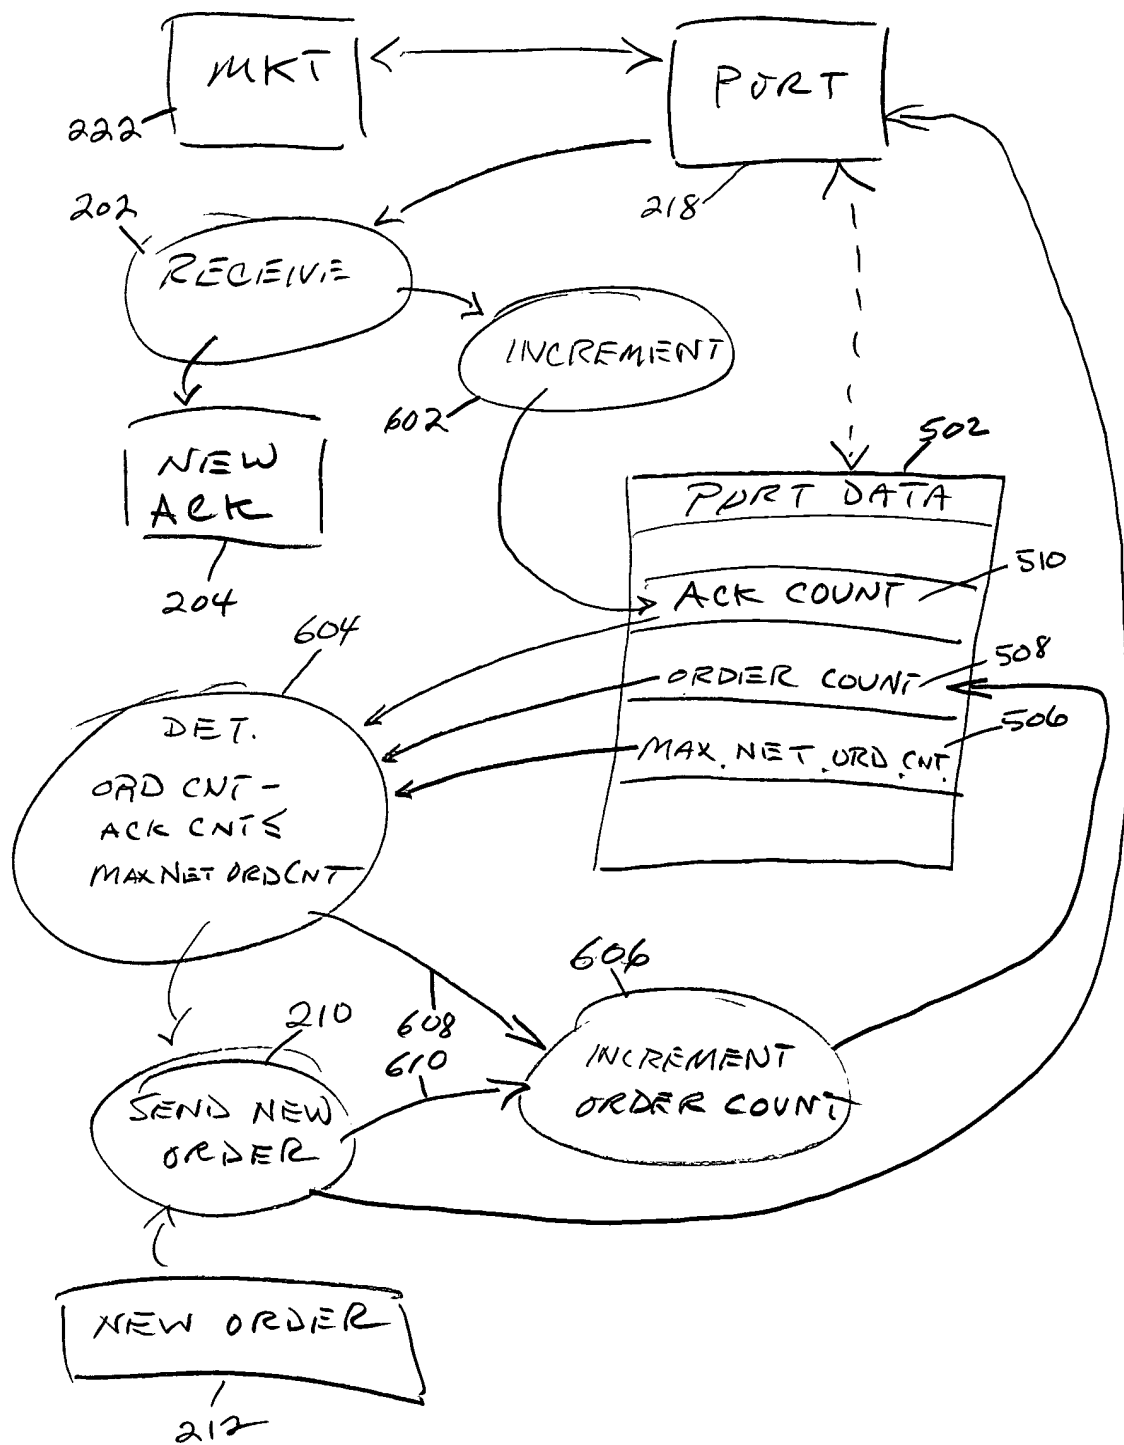 MKT
PORT
222
218
202
RECEIVE
INCREMENT
602
502
NEW
ACK
PORT DATA
204
510
ACK COUNT
604
508
ORDER COUNT
506
DET.
MAX. NET. ORD. CNT.
ORD CNT –
ACK CNT ≤
MAX NET ORD CNT
606
210
608
610
INCREMENT
ORDER COUNT
SEND NEW
ORDER
NEW ORDER
212